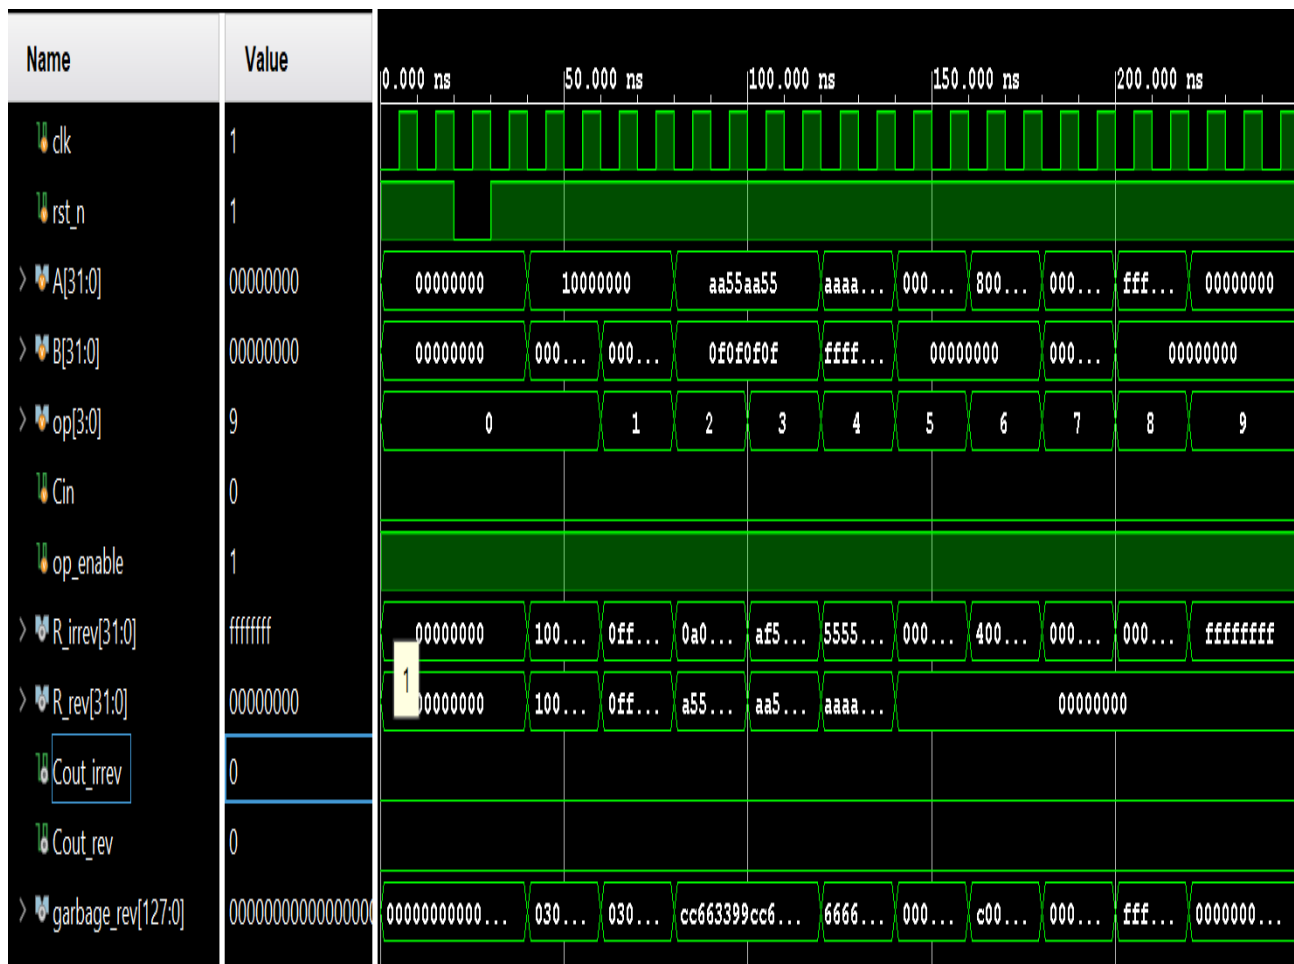 Name Value
0.000 ns 50.000 ns 100.000 ns 150.000 ns 200.000 ns
clk 1
rst_n 1
A[31:0] 00000000 00000000 10000000 aa55aa55 aaaa... 000... 800... 000... fff... 00000000
B[31:0] 00000000 00000000 000... 000... 0f0f0f0f ffff... 00000000 000... 00000000
op[3:0] 9 0 1 2 3 4 5 6 7 8 9
Cin 0
op_enable 1
R_irrev[31:0] ffffffff 00000000 100... 0ff... 0a0... af5... 5555... 000... 400... 000... 000... ffffffff
1
R_rev[31:0] 00000000 00000000 100... 0ff... a55... aa5... aaaa... 00000000
Cout_irrev 0
Cout_rev 0
garbage_rev[127:0] 00000000000000000 00000000000... 030... 030... cc663399cc6... 6666... 000... c00... 000... fff... 0000000...